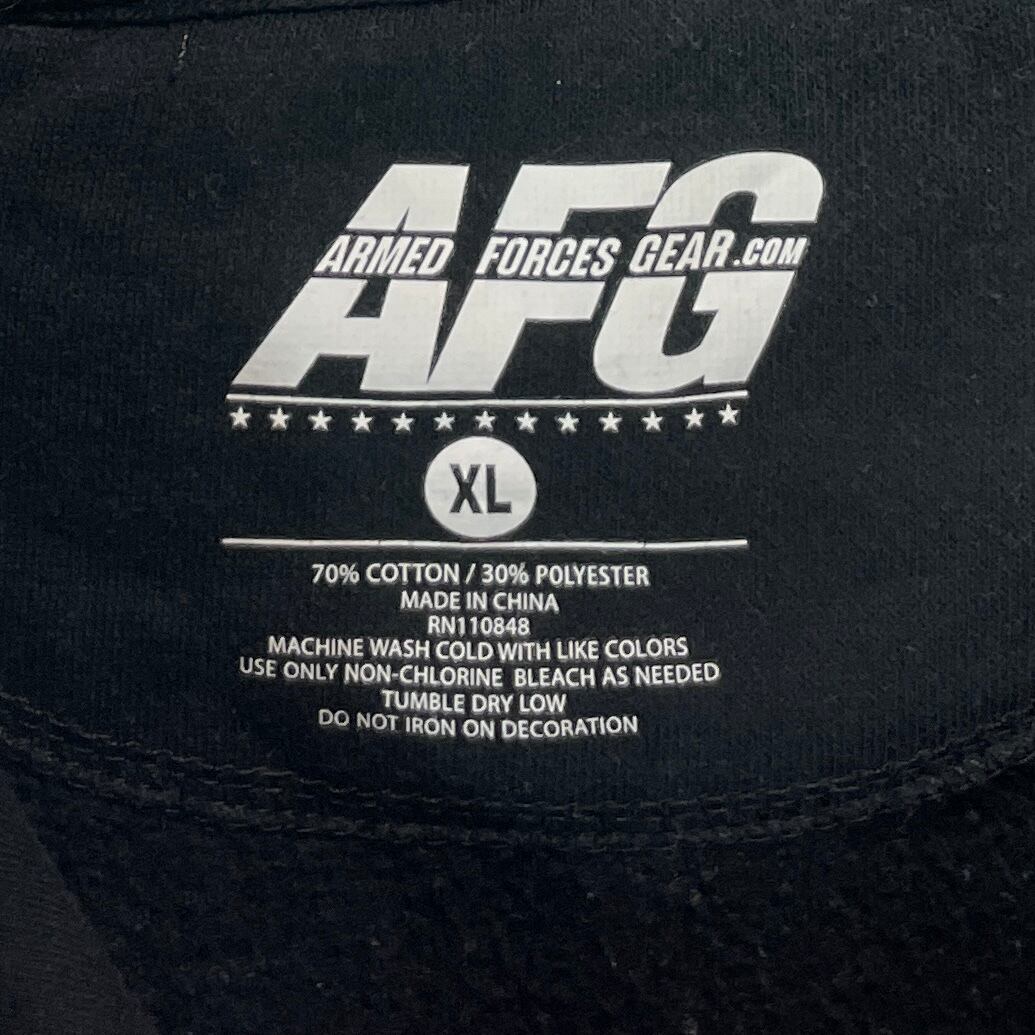 AFG
ARMED FORCES GEAR.COM
XL
70% COTTON / 30% POLYESTER
MADE IN CHINA
RN110848
MACHINE WASH COLD WITH LIKE COLORS
USE ONLY NON-CHLORINE BLEACH AS NEEDED
TUMBLE DRY LOW
DO NOT IRON ON DECORATION